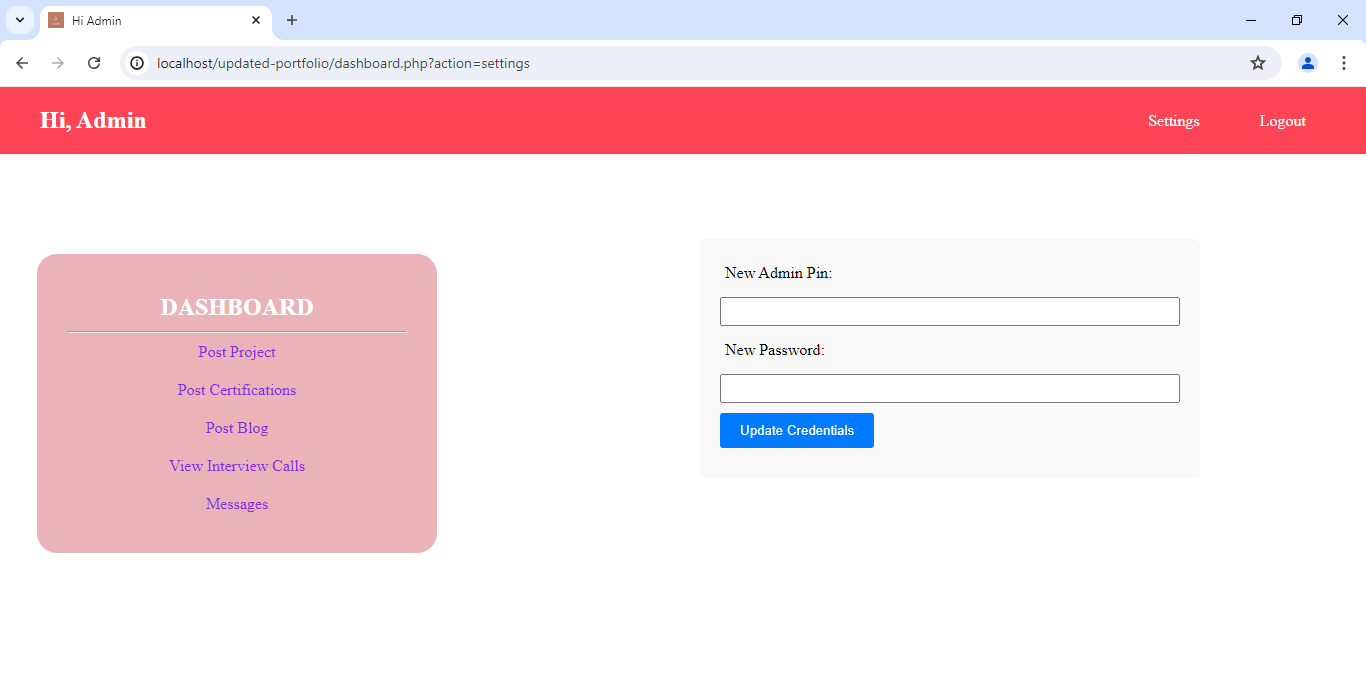 Hi Admin
localhost/updated-portfolio/dashboard.php?action=settings
Hi, Admin
Settings
Logout
DASHBOARD
Post Project
Post Certifications
Post Blog
View Interview Calls
Messages
New Admin Pin:
New Password:
Update Credentials